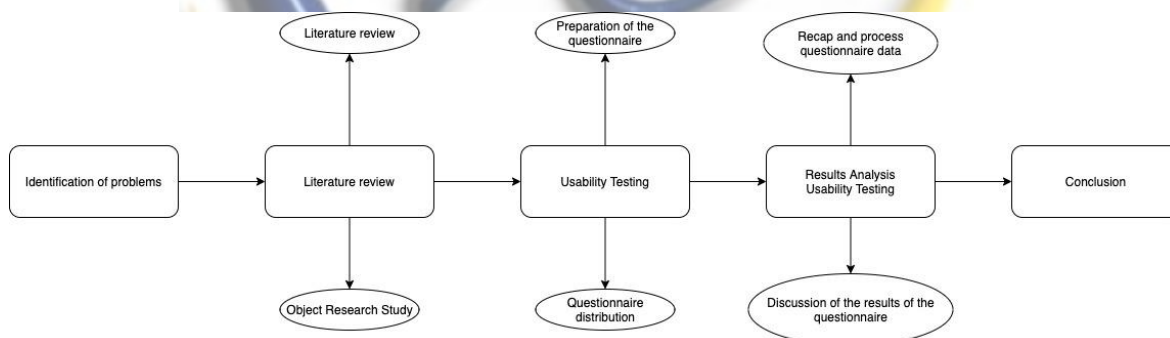 Literature review
Preparation of the
questionnaire
Recap and process
questionnaire data
Identification of problems
Literature review
Usability Testing
Results Analysis
Usability Testing
Conclusion
Object Research Study
Questionnaire
distribution
Discussion of the results of the
questionnaire